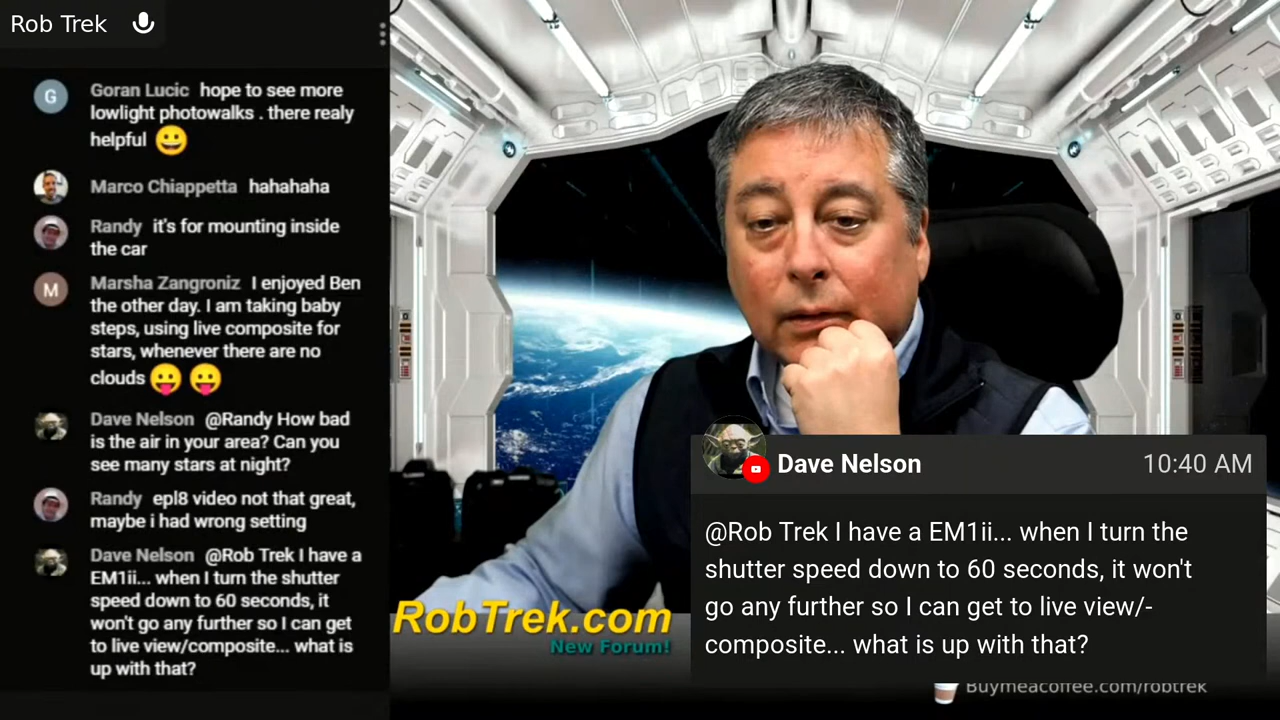 Rob Trek
G
Goran Lucic hope to see more
lowlight photowalks . there realy
helpful 😀
Marco Chiappetta hahahaha
Randy it's for mounting inside
the car
M
Marsha Zangroniz I enjoyed Ben
the other day. I am taking baby
steps, using live composite for
stars, whenever there are no
clouds 😛 😛
Dave Nelson @Randy How bad
is the air in your area? Can you
see many stars at night?
Randy epl8 video not that great,
maybe i had wrong setting
Dave Nelson @Rob Trek I have a
EM1ii... when I turn the shutter
speed down to 60 seconds, it
won't go any further so I can get
to live view/composite... what is
up with that?
RobTrek.com
New Forum!
Dave Nelson 10:40 AM
@Rob Trek I have a EM1ii... when I turn the
shutter speed down to 60 seconds, it won't
go any further so I can get to live view/-
composite... what is up with that?
Buymeacoffee.com/robtrek